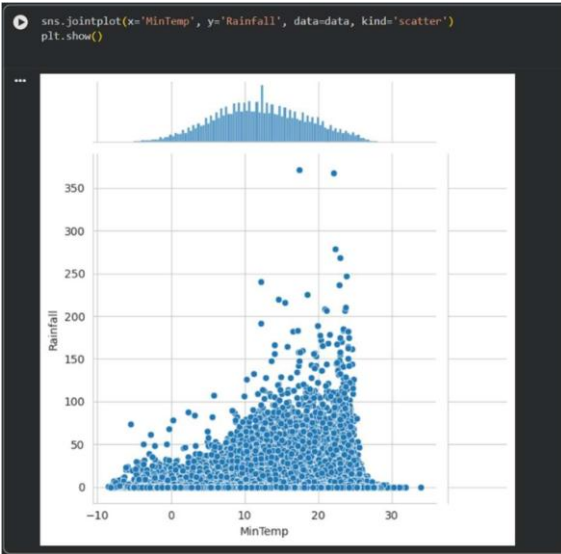 sns.jointplot(x='MinTemp', y='Rainfall', data=data, kind='scatter')
plt.show()
350
300
250
200
150
100
50
0
Rainfall
−10 0 10 20 30
MinTemp